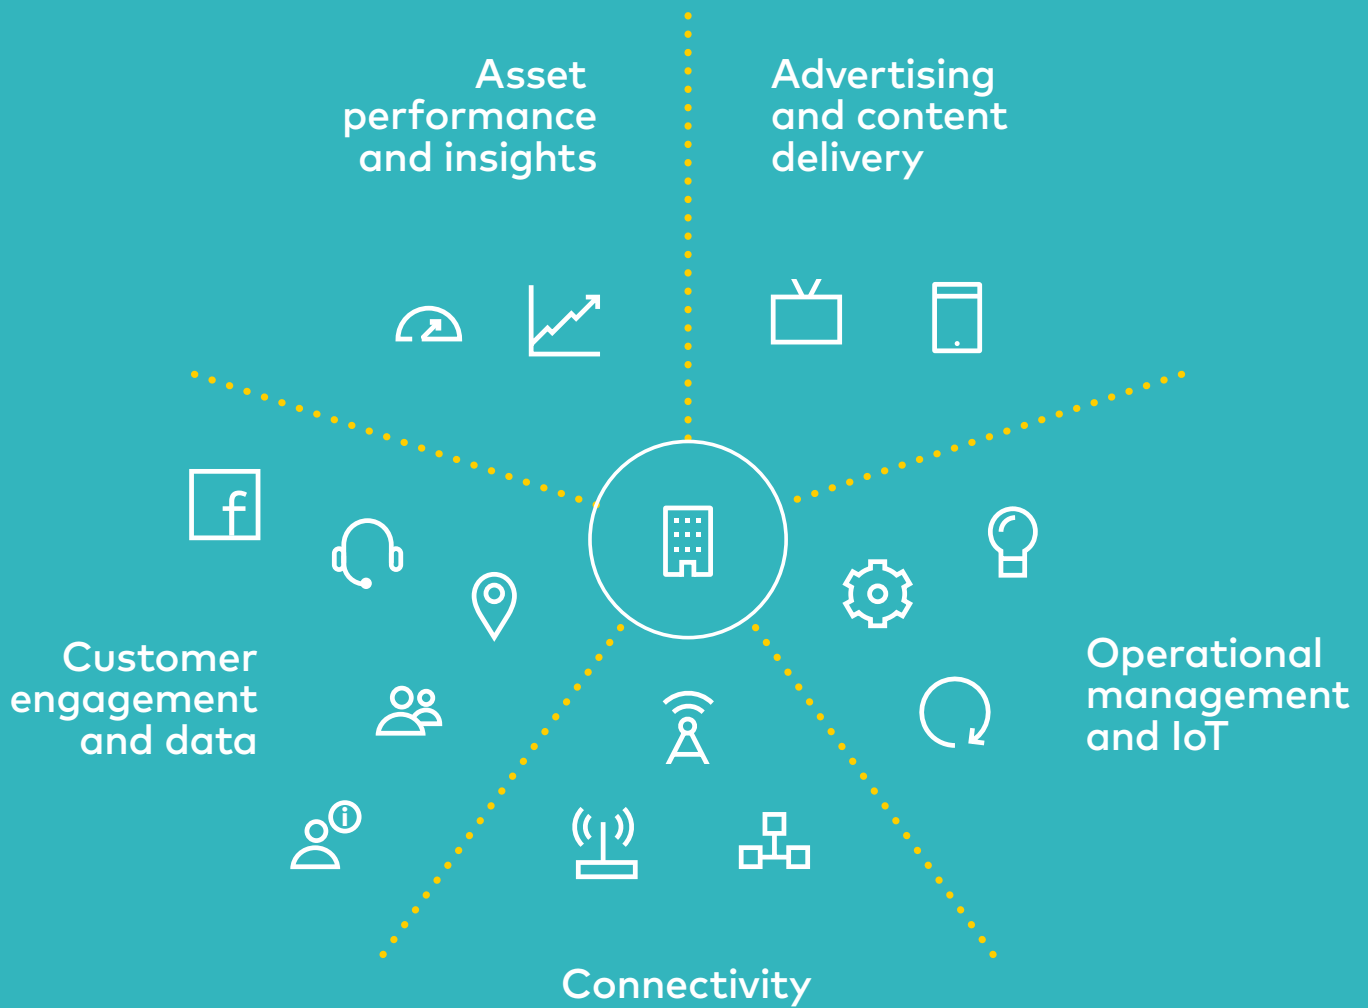 Asset
performance
and insights
Advertising
and content
delivery
f
Customer
engagement
and data
Operational
management
and IoT
i
Connectivity